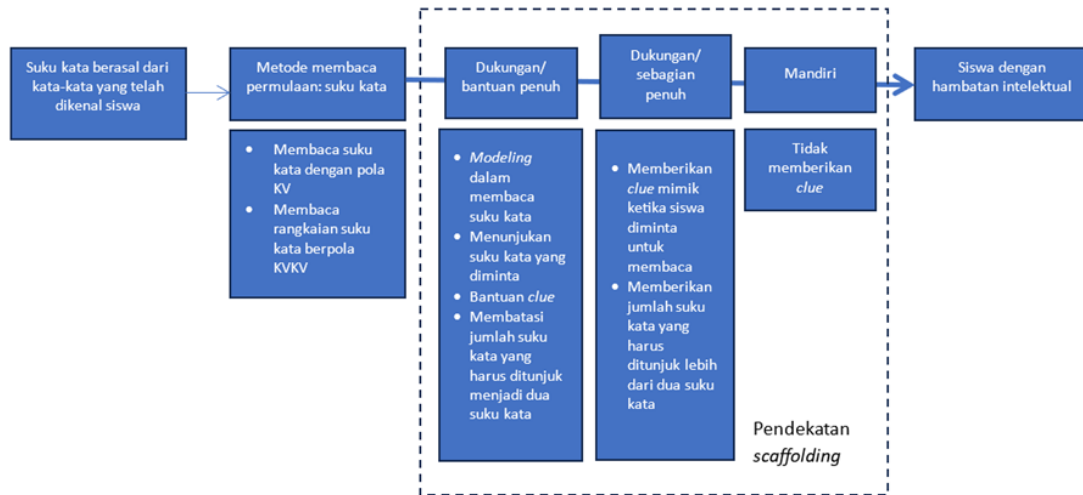 Suku kata berasal dari
kata-kata yang telah
dikenal siswa
Metode membaca
permulaan: suku kata
Dukungan/
bantuan penuh
Dukungan/
sebagian
penuh
Mandiri
Siswa dengan
hambatan intelektual
• Membaca suku
kata dengan pola
KV
• Membaca
rangkaian suku
kata berpola
KVKV
• Modeling
dalam
membaca
suku kata
• Menunjukan
suku kata yang
diminta
• Bantuan clue
• Membatasi
jumlah suku
kata yang
harus ditunjuk
menjadi dua
suku kata
• Memberikan
clue mimik
ketika siswa
diminta
untuk
membaca
• Memberikan
jumlah suku
kata yang
harus
ditunjuk lebih
dari dua suku
kata
Tidak
memberikan
clue
Pendekatan
scaffolding